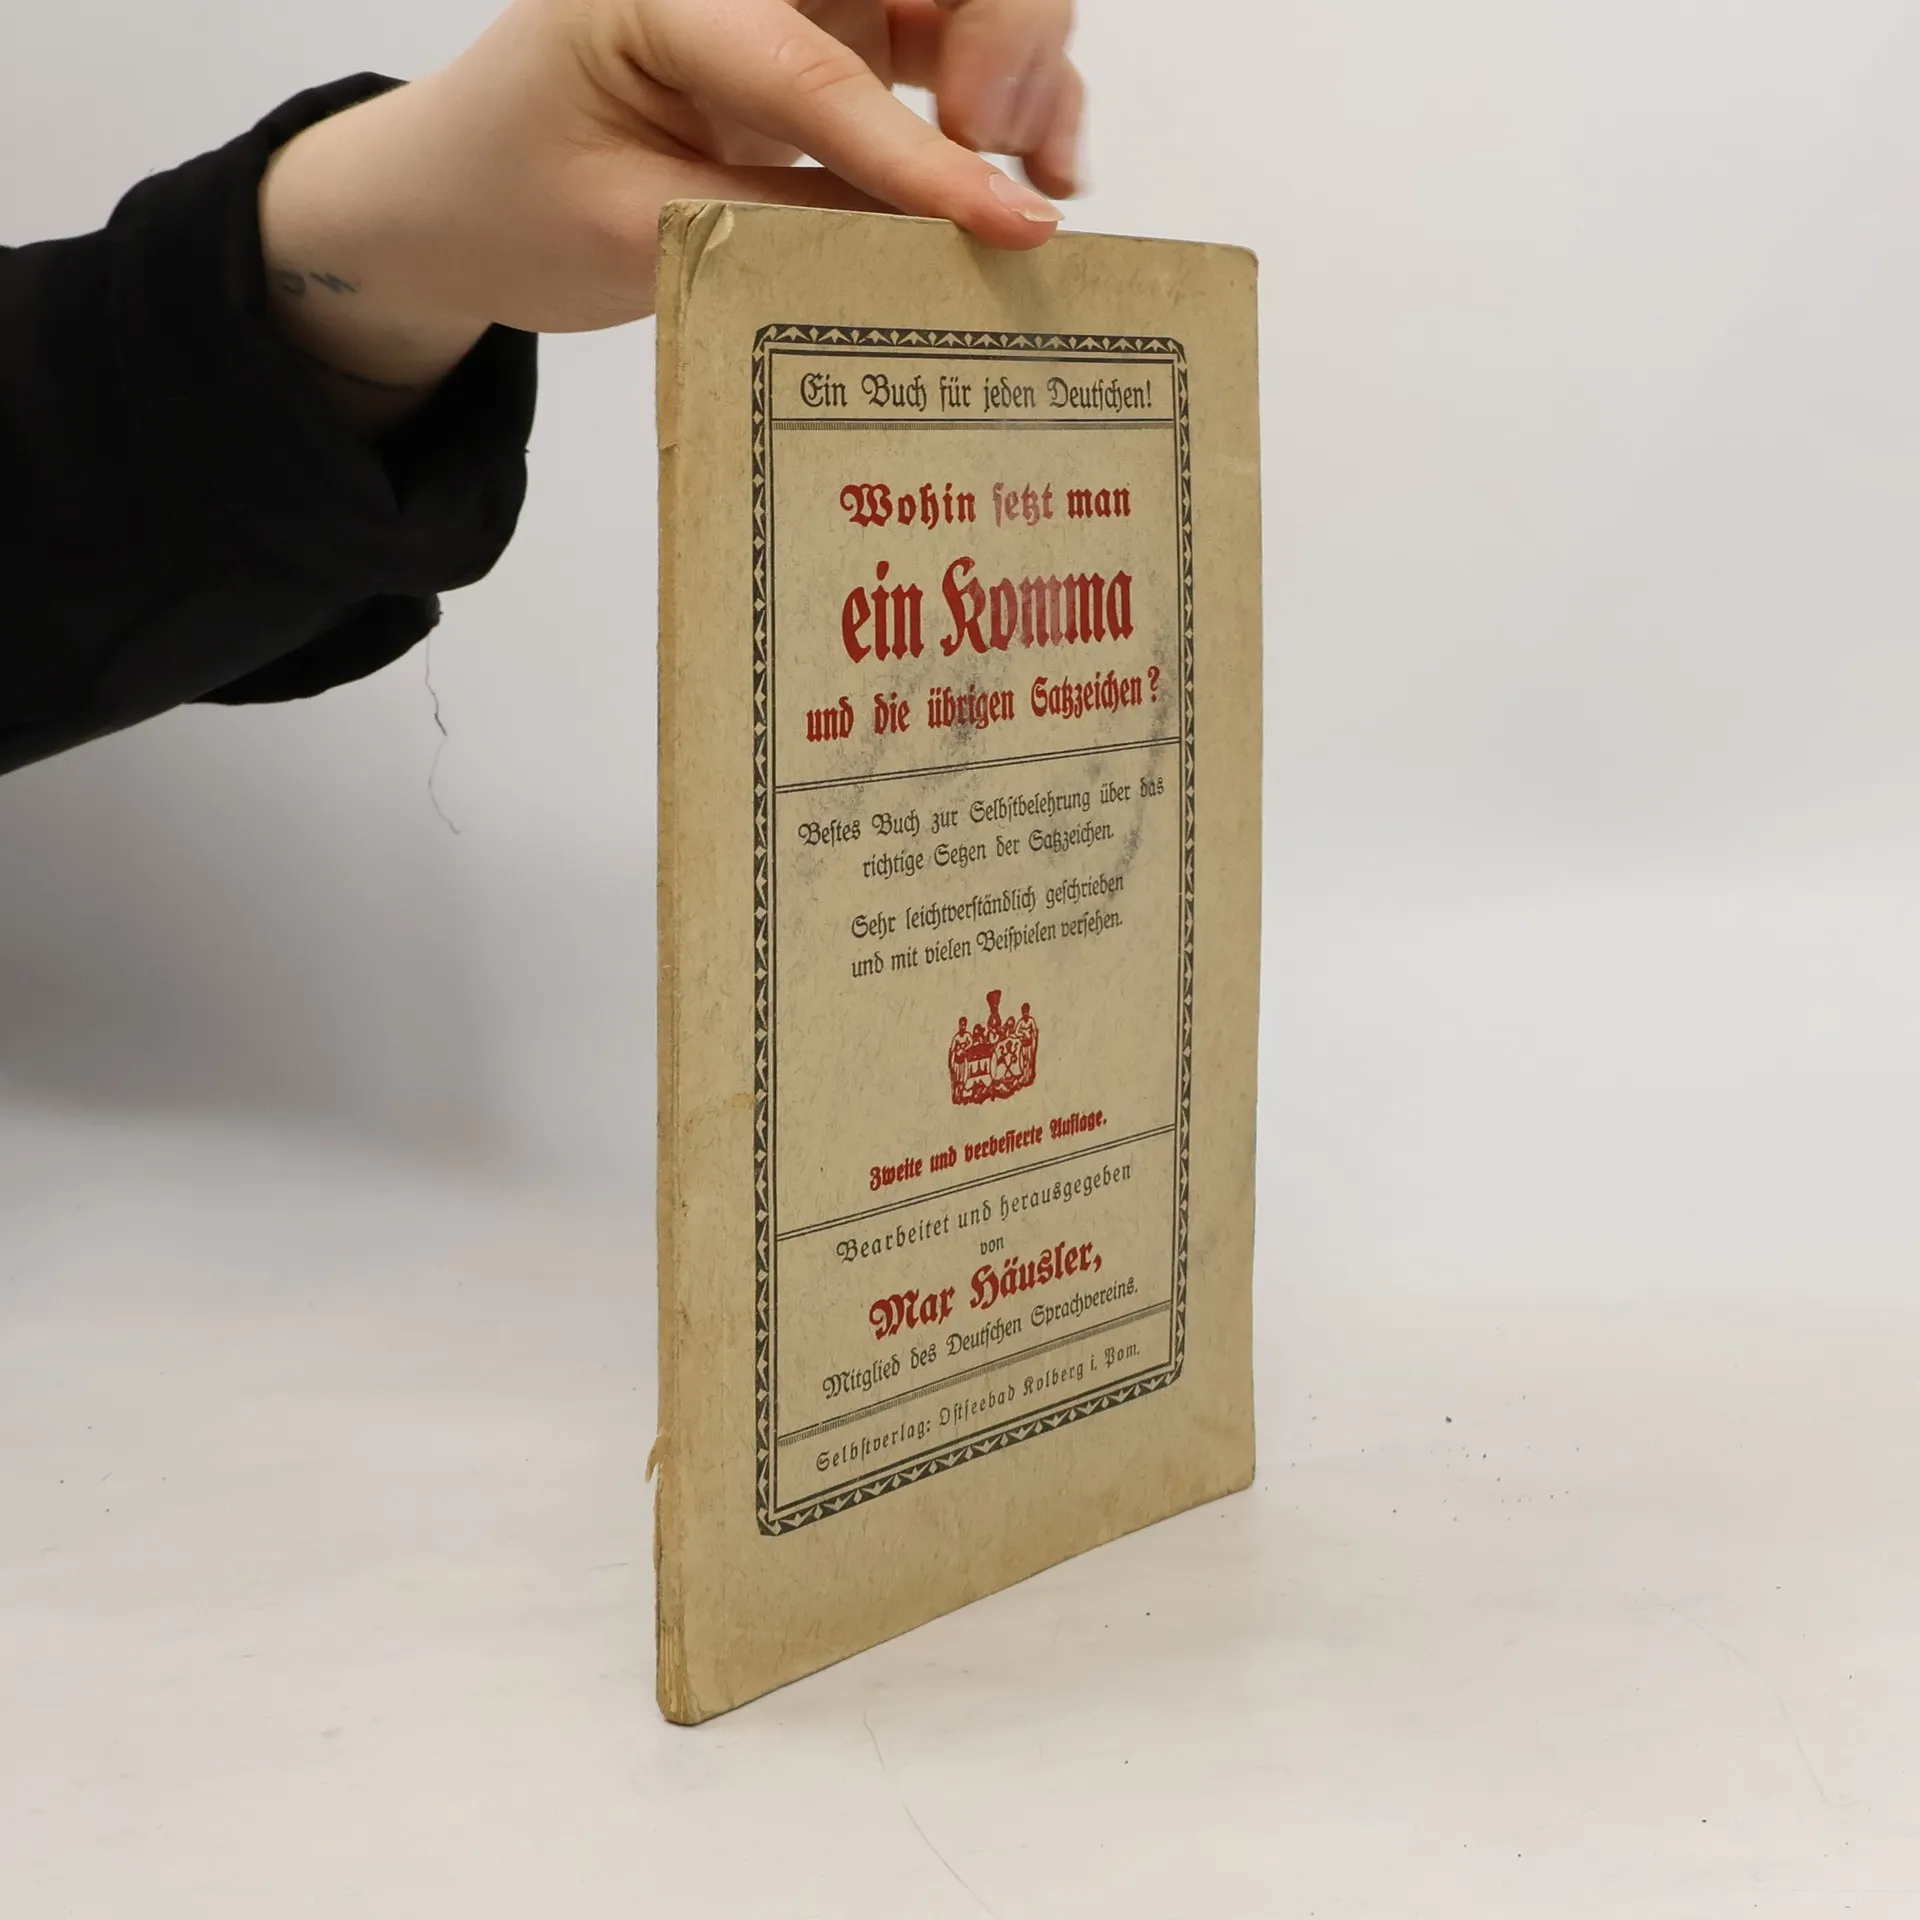 Ein Buch für jeden Deutſchen!
Wohin ſetzt man
ein Komma
und die übrigen Satzzeichen?
Beſtes Buch zur Selbſtbelehrung über das
richtige Setzen der Satzzeichen.
Sehr leichtverſtändlich geſchrieben
und mit vielen Beiſpielen verſehen.
Zweite und verbeſſerte Auflage.
Bearbeitet und herausgegeben
von
Max Häusler,
Mitglied des Deutſchen Sprachvereins.
Selbſtverlag: Oſtſeebad Kolberg i. Pom.